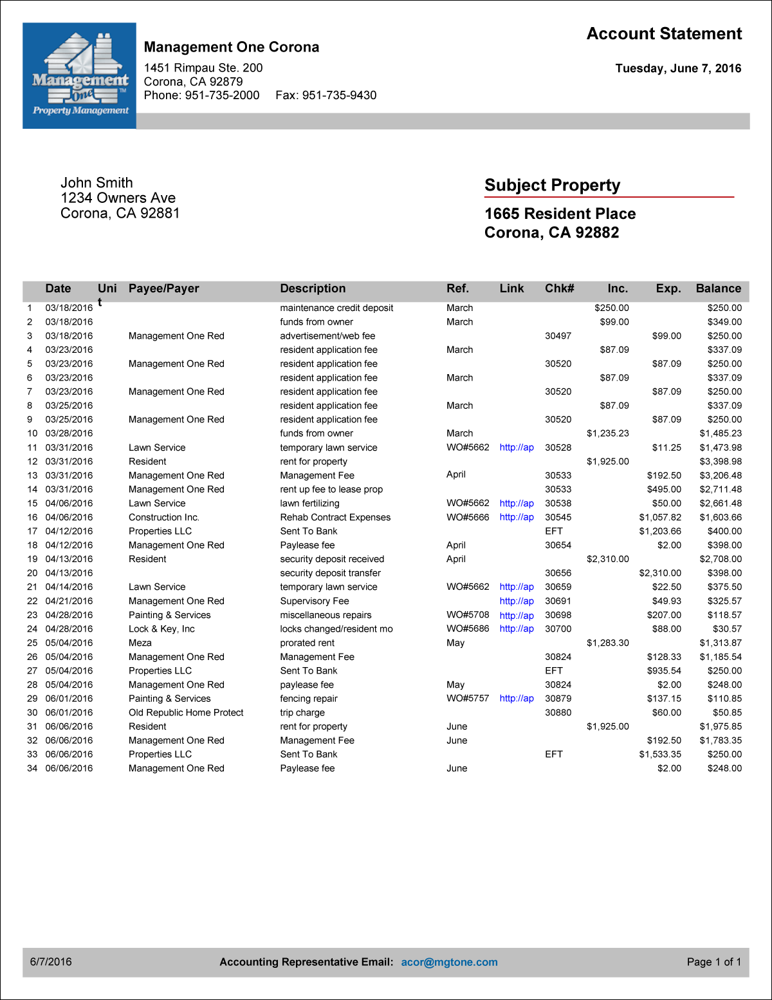 Management
One ™
Property Management
Management One Corona
1451 Rimpau Ste. 200
Corona, CA 92879
Phone: 951-735-2000 Fax: 951-735-9430
Account Statement
Tuesday, June 7, 2016
John Smith
1234 Owners Ave
Corona, CA 92881
Subject Property
1665 Resident Place
Corona, CA 92882
Date Uni Payee/Payer Description Ref. Link Chk# Inc. Exp. Balance
t
1 03/18/2016 maintenance credit deposit March $250.00 $250.00
2 03/18/2016 funds from owner March $99.00 $349.00
3 03/18/2016 Management One Red advertisement/web fee 30497 $99.00 $250.00
4 03/23/2016 resident application fee March $87.09 $337.09
5 03/23/2016 Management One Red resident application fee 30520 $87.09 $250.00
6 03/23/2016 resident application fee March $87.09 $337.09
7 03/23/2016 Management One Red resident application fee 30520 $87.09 $250.00
8 03/25/2016 resident application fee March $87.09 $337.09
9 03/25/2016 Management One Red resident application fee 30520 $87.09 $250.00
10 03/28/2016 funds from owner March $1,235.23 $1,485.23
11 03/31/2016 Lawn Service temporary lawn service WO#5662 http://ap 30528 $11.25 $1,473.98
12 03/31/2016 Resident rent for property $1,925.00 $3,398.98
13 03/31/2016 Management One Red Management Fee April 30533 $192.50 $3,206.48
14 03/31/2016 Management One Red rent up fee to lease prop 30533 $495.00 $2,711.48
15 04/06/2016 Lawn Service lawn fertilizing WO#5662 http://ap 30538 $50.00 $2,661.48
16 04/06/2016 Construction Inc. Rehab Contract Expenses WO#5666 http://ap 30545 $1,057.82 $1,603.66
17 04/12/2016 Properties LLC Sent To Bank EFT $1,203.66 $400.00
18 04/12/2016 Management One Red Paylease fee April 30654 $2.00 $398.00
19 04/13/2016 Resident security deposit received April $2,310.00 $2,708.00
20 04/13/2016 security deposit transfer 30656 $2,310.00 $398.00
21 04/14/2016 Lawn Service temporary lawn service WO#5662 http://ap 30659 $22.50 $375.50
22 04/21/2016 Management One Red Supervisory Fee http://ap 30691 $49.93 $325.57
23 04/28/2016 Painting & Services miscellaneous repairs WO#5708 http://ap 30698 $207.00 $118.57
24 04/28/2016 Lock & Key, Inc locks changed/resident mo WO#5686 http://ap 30700 $88.00 $30.57
25 05/04/2016 Meza prorated rent May $1,283.30 $1,313.87
26 05/04/2016 Management One Red Management Fee 30824 $128.33 $1,185.54
27 05/04/2016 Properties LLC Sent To Bank EFT $935.54 $250.00
28 05/04/2016 Management One Red paylease fee May 30824 $2.00 $248.00
29 06/01/2016 Painting & Services fencing repair WO#5757 http://ap 30879 $137.15 $110.85
30 06/01/2016 Old Republic Home Protect trip charge 30880 $60.00 $50.85
31 06/06/2016 Resident rent for property June $1,925.00 $1,975.85
32 06/06/2016 Management One Red Management Fee June $192.50 $1,783.35
33 06/06/2016 Properties LLC Sent To Bank EFT $1,533.35 $250.00
34 06/06/2016 Management One Red Paylease fee June $2.00 $248.00
6/7/2016 Accounting Representative Email: acor@mgtone.com Page 1 of 1